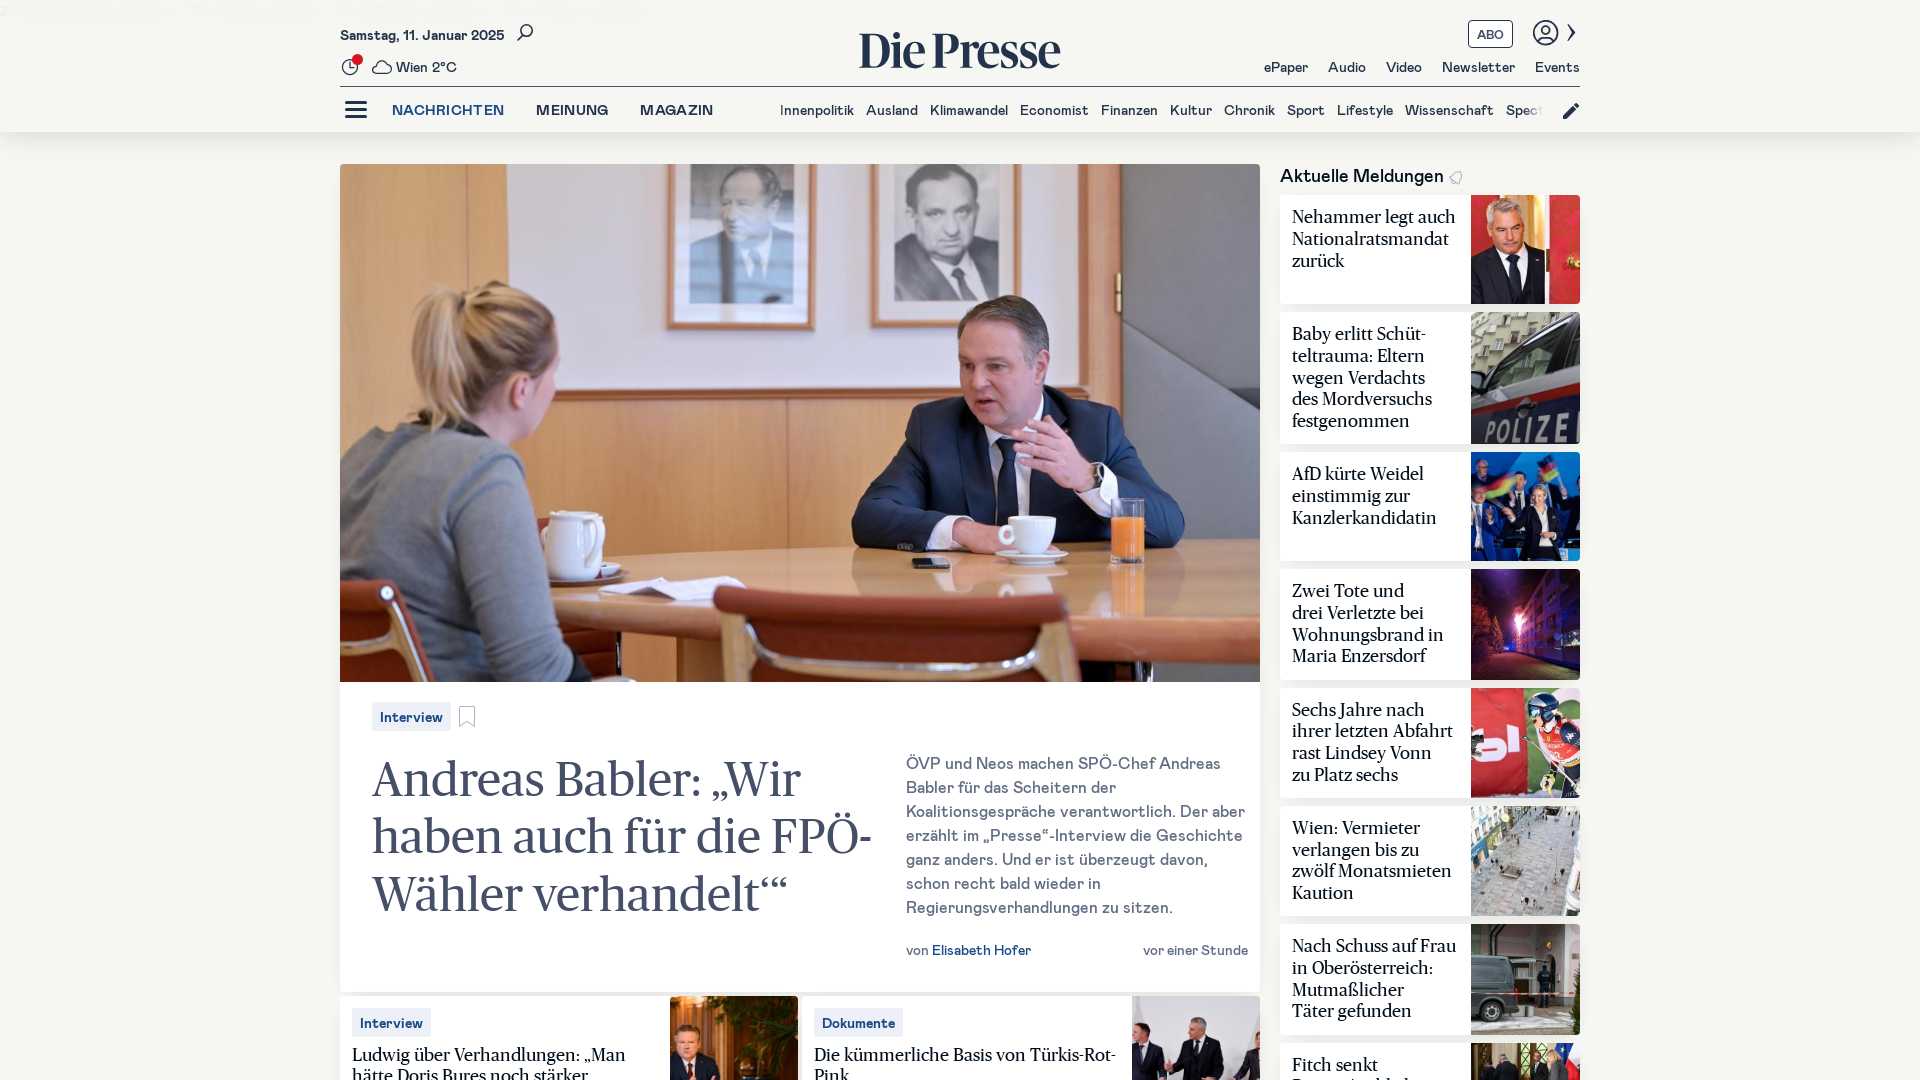 Samstag, 11. Januar 2025
Die Presse
ABO
Wien 2°C
ePaper
Audio
Video
Newsletter
Events
NACHRICHTEN
MEINUNG
MAGAZIN
Innenpolitik
Ausland
Klimawandel
Economist
Finanzen
Kultur
Chronik
Sport
Lifestyle
Wissenschaft
Spect
Interview
Andreas Babler: „Wir
haben auch für die FPÖ-
Wähler verhandelt‘“
ÖVP und Neos machen SPÖ-Chef Andreas
Babler für das Scheitern der
Koalitionsgespräche verantwortlich. Der aber
erzählt im „Presse“-Interview die Geschichte
ganz anders. Und er ist überzeugt davon,
schon recht bald wieder in
Regierungsverhandlungen zu sitzen.
von Elisabeth Hofer
vor einer Stunde
Interview
Ludwig über Verhandlungen: „Man
hätte Doris Bures noch stärker
Dokumente
Die kümmerliche Basis von Türkis-Rot-
Pink
Aktuelle Meldungen
Nehammer legt auch
Nationalratsmandat
zurück
Baby erlitt Schüt-
teltrauma: Eltern
wegen Verdachts
des Mordversuchs
festgenommen
POLIZEI
AfD kürte Weidel
einstimmig zur
Kanzlerkandidatin
Zwei Tote und
drei Verletzte bei
Wohnungsbrand in
Maria Enzersdorf
Sechs Jahre nach
ihrer letzten Abfahrt
rast Lindsey Vonn
zu Platz sechs
Wien: Vermieter
verlangen bis zu
zwölf Monatsmieten
Kaution
Nach Schuss auf Frau
in Oberösterreich:
Mutmaßlicher
Täter gefunden
Fitch senkt